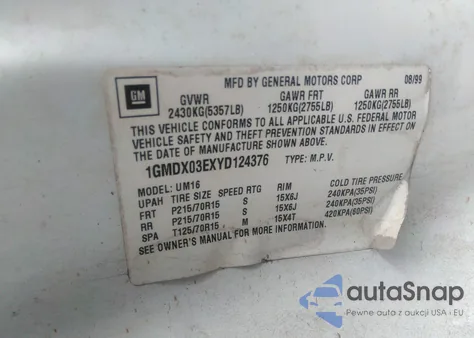 MFD BY GENERAL MOTORS CORP 08/99
GM
GVWR GAWR FRT GAWR RR
2430KG(5357LB) 1250KG(2755LB) 1250KG(2755LB)
THIS VEHICLE CONFORMS TO ALL APPLICABLE U.S. FEDERAL MOTOR
VEHICLE SAFETY AND THEFT PREVENTION STANDARDS IN EFFECT ON
THE DATE OF MANUFACTURE SHOWN ABOVE.
1GMDX03EXYD124376 TYPE: M.P.V.
MODEL: UM16
UPAH TIRE SIZE SPEED RTG RIM COLD TIRE PRESSURE
FRT P215/70R15 S 15X6J 240KPA(35PSI)
RR P215/70R15 S 15X6J 240KPA(35PSI)
SPA T125/70R15 M 15X4T 420KPA(60PSI)
SEE OWNER'S MANUAL FOR MORE INFORMATION.
autoSnap
Pewne auto z aukcji USA i Kanady